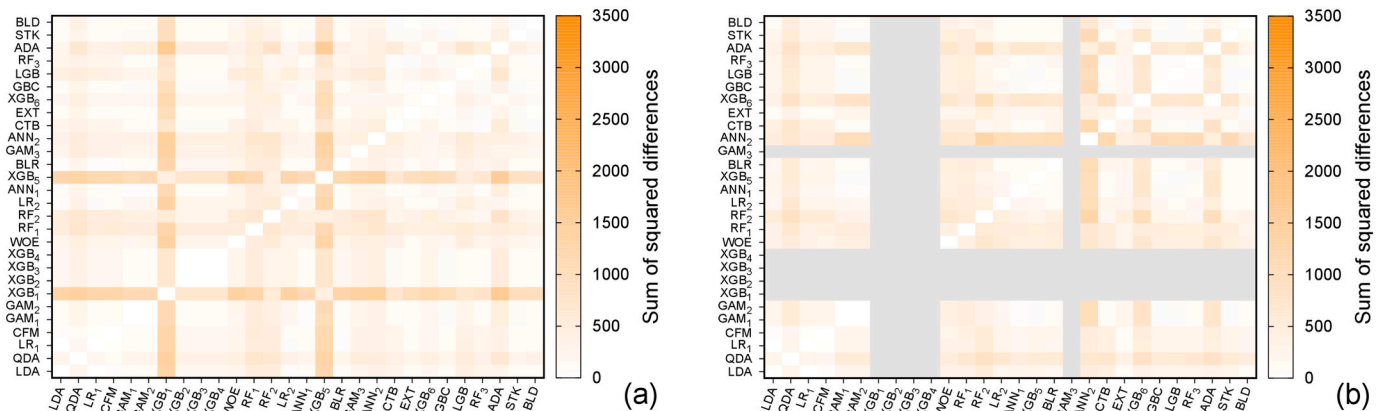 BLD
STK
ADA
RF3
LGB
GBC
XGB6
EXT
CTB
ANN2
GAM3
BLR
XGB5
ANN1
LR2
RF2
RF1
WOE
XGB4
XGB3
XGB2
XGB1
GAM2
GAM1
CFM
LR1
QDA
LDA
LDA QDA LR1 CFM AM1 AM2 XGB1 XGB2 XGB3 XGB4 WOE RF1 RF2 LR2 ANN1 XGB5 BLR AM3 ANN2 CTB EXT XGB6 GBC LGB RF3 ADA STK BLD
3500
3000
2500
2000
1500
1000
500
0
Sum of squared differences
(a)
BLD
STK
ADA
RF3
LGB
GBC
XGB6
EXT
CTB
ANN2
GAM3
BLR
XGB5
ANN1
LR2
RF2
RF1
WOE
XGB4
XGB3
XGB2
XGB1
GAM2
GAM1
CFM
LR1
QDA
LDA
LDA QDA LR1 CFM AM1 AM2 XGB1 XGB2 XGB3 XGB4 WOE RF1 RF2 LR2 ANN1 XGB5 BLR AM3 ANN2 CTB EXT XGB6 GBC LGB RF3 ADA STK BLD
3500
3000
2500
2000
1500
1000
500
0
Sum of squared differences
(b)